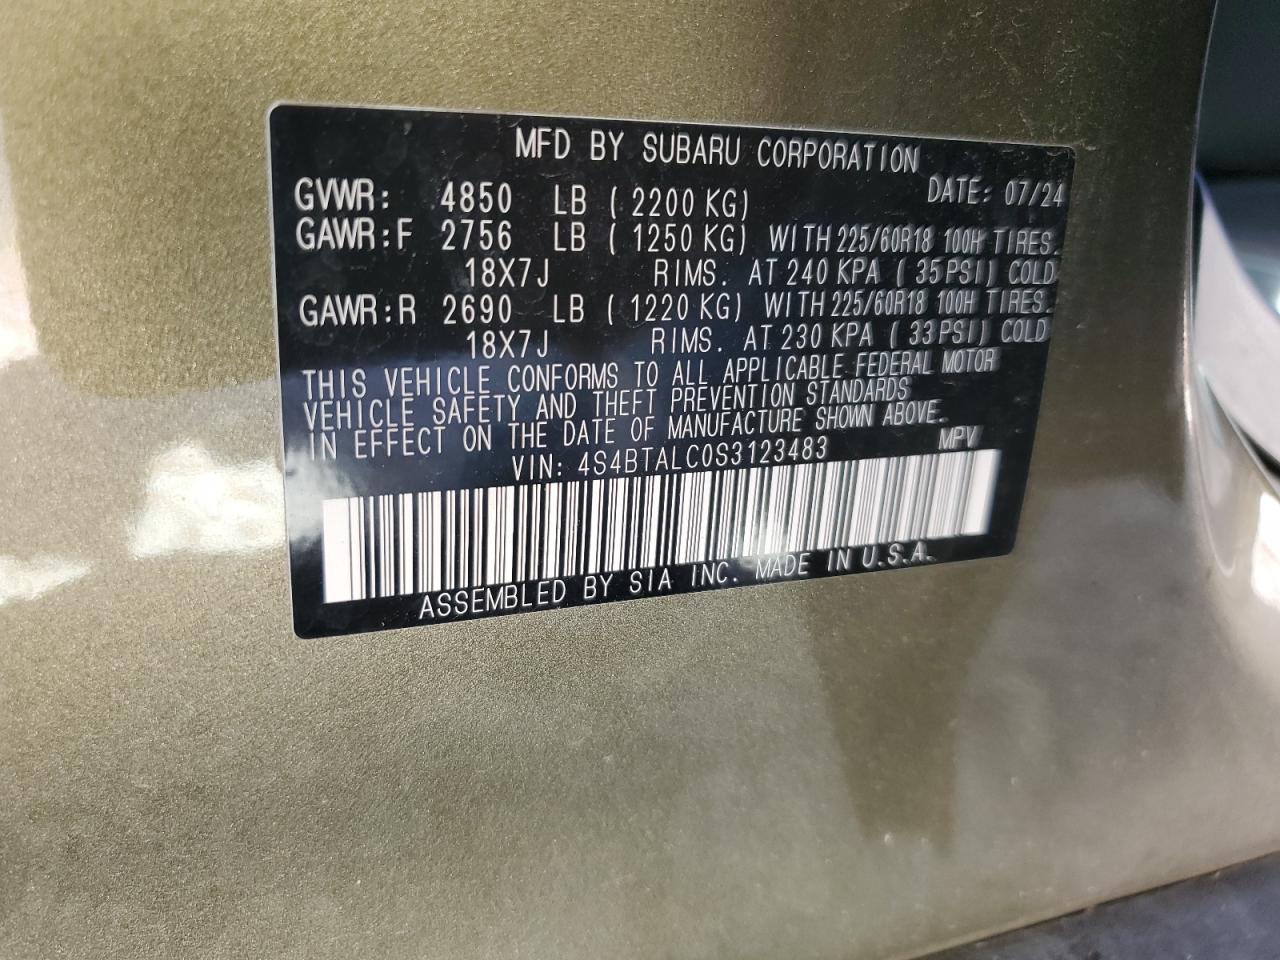 MFD BY SUBARU CORPORATION
DATE: 07/24
GVWR: 4850 LB ( 2200 KG)
GAWR:F 2756 LB ( 1250 KG) WITH 225/60R18 100H TIRES.
18X7J RIMS. AT 240 KPA ( 35PSI) COLD
GAWR:R 2690 LB ( 1220 KG) WITH 225/60R18 100H TIRES.
18X7J RIMS. AT 230 KPA ( 33PSI) COLD
THIS VEHICLE CONFORMS TO ALL APPLICABLE FEDERAL MOTOR
VEHICLE SAFETY AND THEFT PREVENTION STANDARDS
IN EFFECT ON THE DATE OF MANUFACTURE SHOWN ABOVE.
VIN: 4S4BTALC0S3123483 MPV
ASSEMBLED BY SIA INC. MADE IN U.S.A.